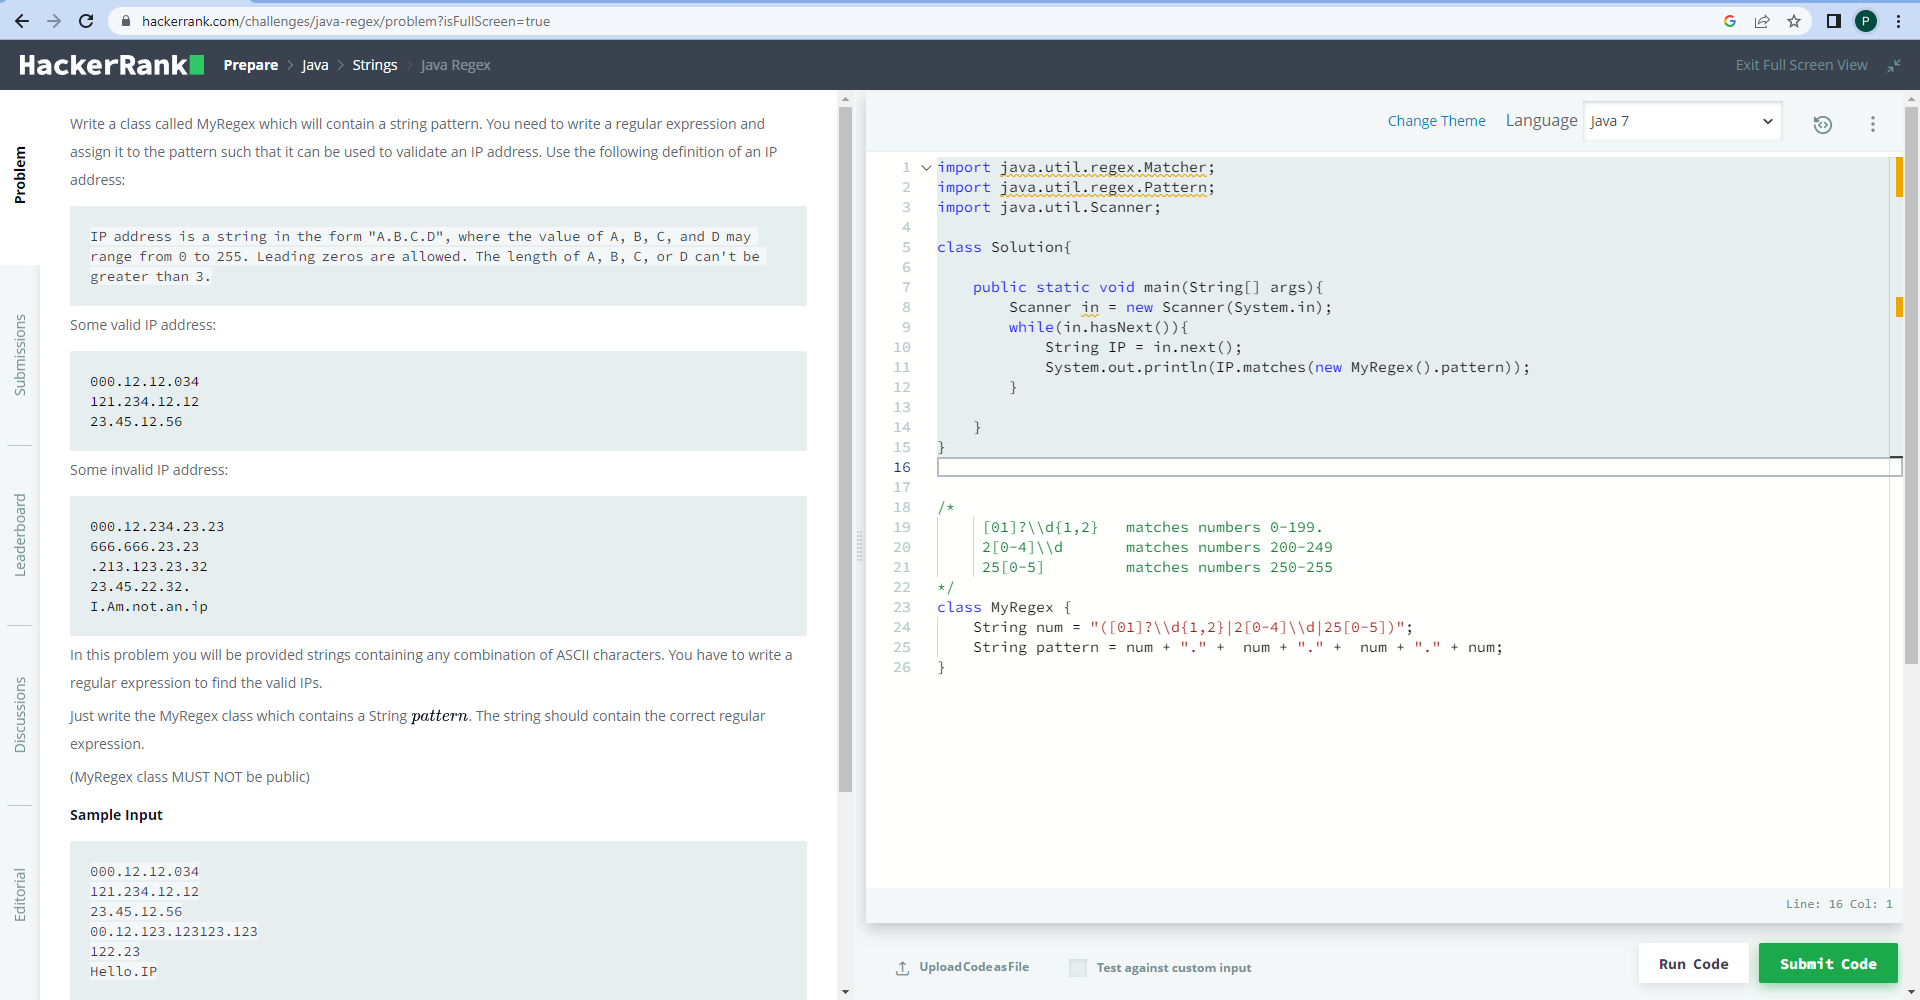 hackerrank.com/challenges/java-regex/problem?isFullScreen=true
P
HackerRank
Prepare > Java > Strings > Java Regex
Exit Full Screen View
Problem
Submissions
Leaderboard
Discussions
Editorial
Write a class called MyRegex which will contain a string pattern. You need to write a regular expression and
assign it to the pattern such that it can be used to validate an IP address. Use the following definition of an IP
address:
IP address is a string in the form "A.B.C.D", where the value of A, B, C, and D may
range from 0 to 255. Leading zeros are allowed. The length of A, B, C, or D can't be
greater than 3.
Some valid IP address:
000.12.12.034
121.234.12.12
23.45.12.56
Some invalid IP address:
000.12.234.23.23
666.666.23.23
.213.123.23.32
23.45.22.32.
I.Am.not.an.ip
In this problem you will be provided strings containing any combination of ASCII characters. You have to write a
regular expression to find the valid IPs.
Just write the MyRegex class which contains a String pattern. The string should contain the correct regular
expression.
(MyRegex class MUST NOT be public)
Sample Input
000.12.12.034
121.234.12.12
23.45.12.56
00.12.123.123123.123
122.23
Hello.IP
Change Theme Language Java 7
1 import java.util.regex.Matcher;
2 import java.util.regex.Pattern;
3 import java.util.Scanner;
4
5 class Solution{
6
7     public static void main(String[] args){
8         Scanner in = new Scanner(System.in);
9         while(in.hasNext()){
10             String IP = in.next();
11             System.out.println(IP.matches(new MyRegex().pattern));
12         }
13
14     }
15 }
16
17
18 /*
19      [01]?\\d{1,2}   matches numbers 0-199.
20      2[0-4]\\d       matches numbers 200-249
21      25[0-5]         matches numbers 250-255
22 */
23 class MyRegex {
24     String num = "([01]?\\d{1,2}|2[0-4]\\d|25[0-5])";
25     String pattern = num + "." +  num + "." +  num + "." + num;
26 }
Line: 16 Col: 1
Upload Code as File
Test against custom input
Run Code
Submit Code